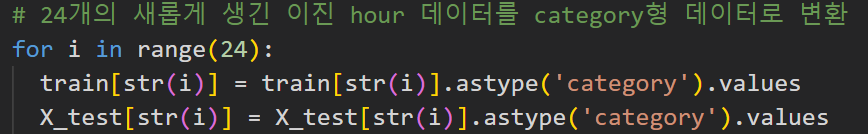 # 24개의 새롭게 생긴 이진 hour 데이터를 category형 데이터로 변환
for i in range(24):
  train[str(i)] = train[str(i)].astype('category').values
  X_test[str(i)] = X_test[str(i)].astype('category').values